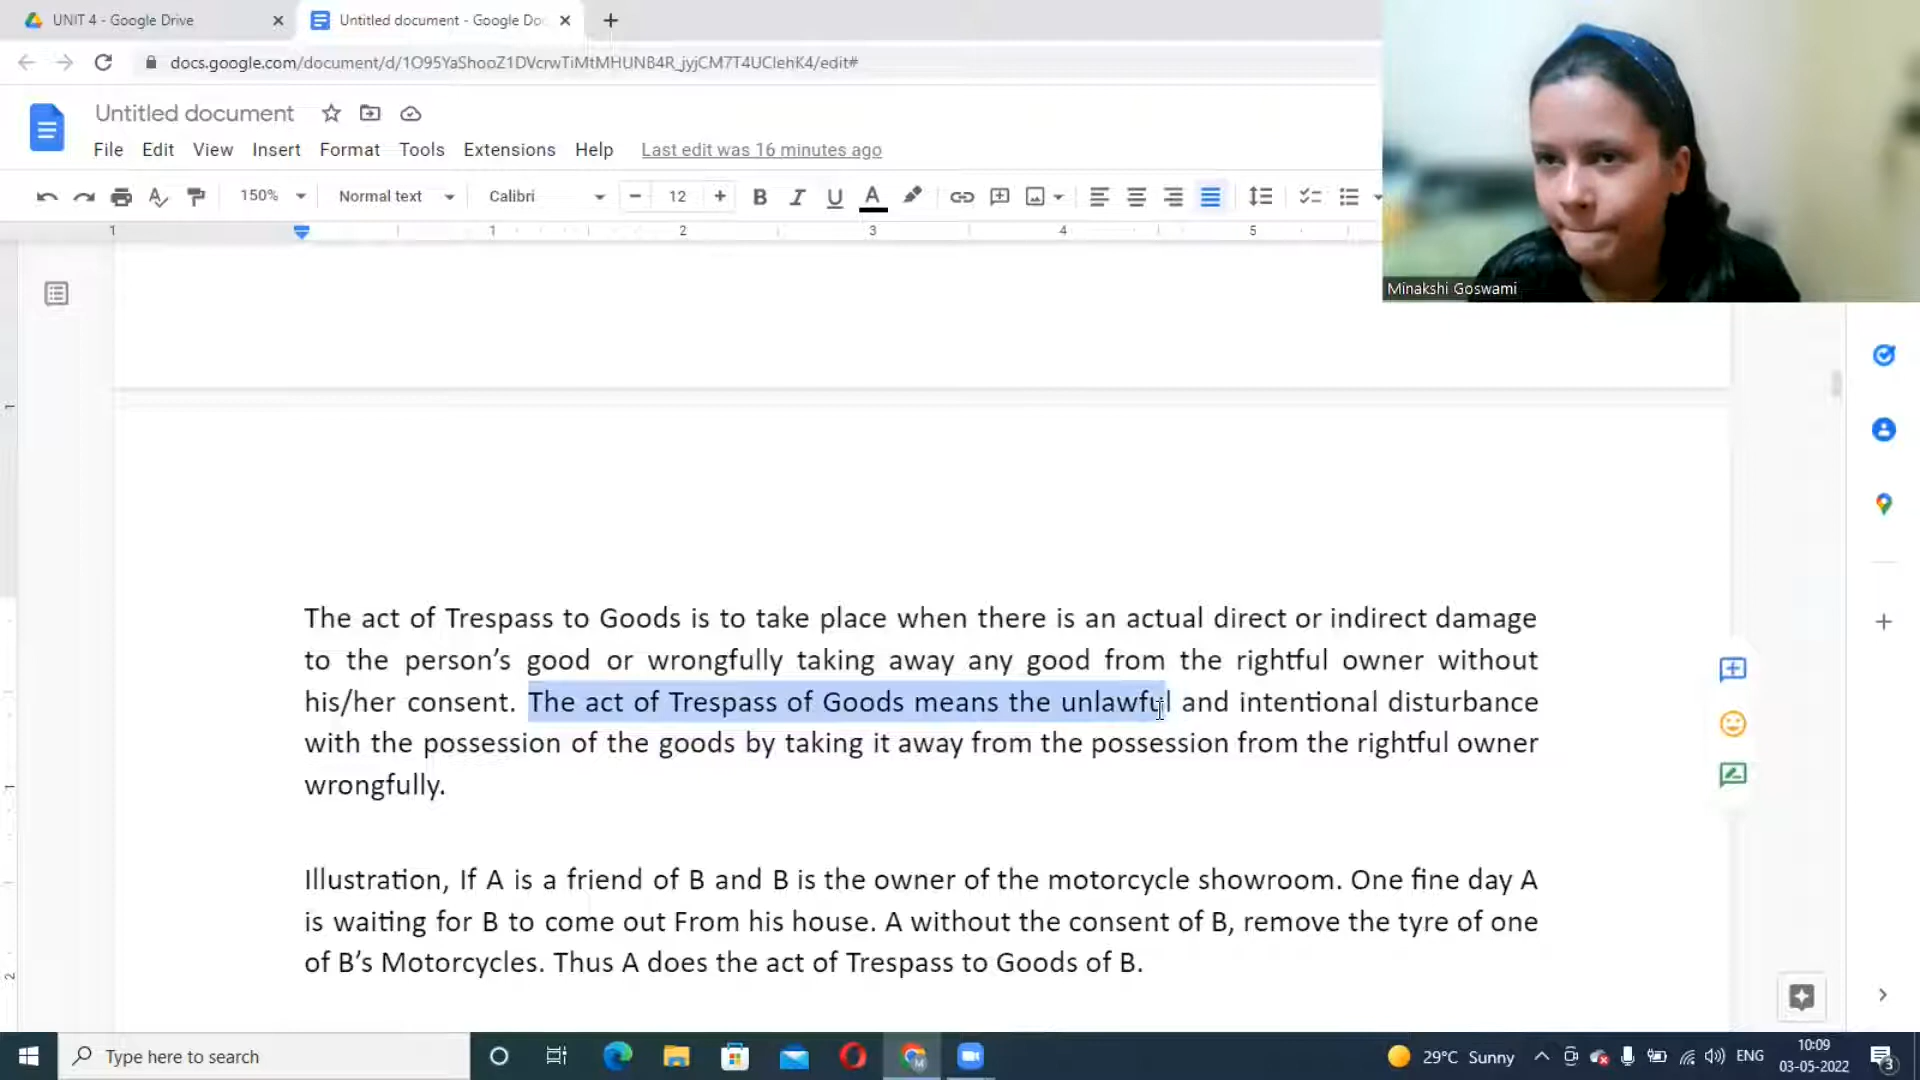 UNIT 4 - Google Drive
Untitled document - Google Doc
docs.google.com/document/d/1O95YaShooZ1DVcrwTiMtMHUNB4R_jyjCM7T4UClehK4/edit#
Untitled document
File Edit View Insert Format Tools Extensions Help Last edit was 16 minutes ago
150% Normal text Calibri 12
1 1 2 3 4 5
Minakshi Goswami
The act of Trespass to Goods is to take place when there is an actual direct or indirect damage
to the person's good or wrongfully taking away any good from the rightful owner without
his/her consent. The act of Trespass of Goods means the unlawful and intentional disturbance
with the possession of the goods by taking it away from the possession from the rightful owner
wrongfully.
Illustration, If A is a friend of B and B is the owner of the motorcycle showroom. One fine day A
is waiting for B to come out From his house. A without the consent of B, remove the tyre of one
of B's Motorcycles. Thus A does the act of Trespass to Goods of B.
Type here to search
29°C Sunny
ENG
10:09
03-05-2022
3